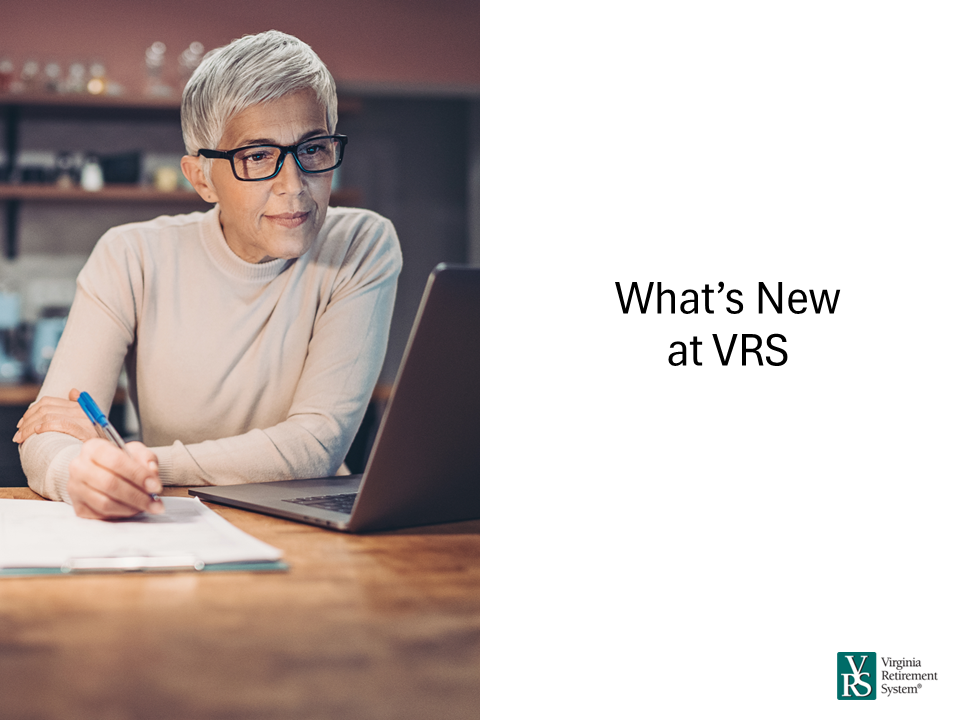 What’s New
at VRS
VRS
Virginia
Retirement
System®